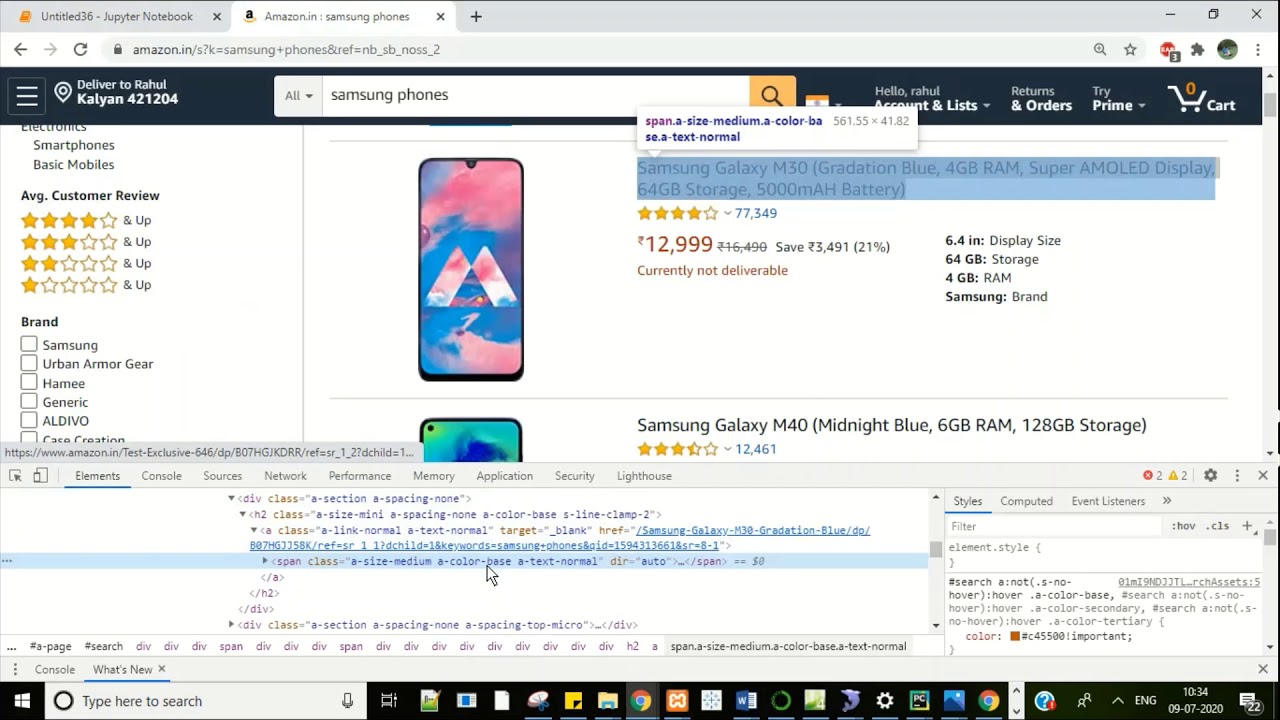 Untitled36 - Jupyter Notebook
Amazon.in : samsung phones
amazon.in/s?k=samsung+phones&ref=nb_sb_noss_2
3
Deliver to Rahul
Kalyan 421204
All
samsung phones
Hello, rahul
Account & Lists
Returns
& Orders
Try
Prime
0
Cart
span.a-size-medium.a-color-ba
se.a-text-normal
561.55 × 41.82
Electronics
Smartphones
Basic Mobiles
Avg. Customer Review
& Up
& Up
& Up
& Up
Brand
Samsung
Urban Armor Gear
Hamee
Generic
ALDIVO
Case Creation
Samsung Galaxy M30 (Gradation Blue, 4GB RAM, Super AMOLED Display,
64GB Storage, 5000mAH Battery)
77,349
₹12,999 ₹16,490 Save ₹3,491 (21%)
Currently not deliverable
6.4 in: Display Size
64 GB: Storage
4 GB: RAM
Samsung: Brand
Samsung Galaxy M40 (Midnight Blue, 6GB RAM, 128GB Storage)
12,461
https://www.amazon.in/Test-Exclusive-646/dp/B07HGJKDRR/ref=sr_1_2?dchild=1...
Elements Console Sources Network Performance Memory Application Security Lighthouse
2 2
<div class="a-section a-spacing-none">
<h2 class="a-size-mini a-spacing-none a-color-base s-line-clamp-2">
<a class="a-link-normal a-text-normal" target="_blank" href="/Samsung-Galaxy-M30-Gradation-Blue/dp/
B07HGJJ58K/ref=sr_1_1?dchild=1&keywords=samsung+phones&qid=1594313661&sr=8-1">
<span class="a-size-medium a-color-base a-text-normal" dir="auto">…</span> == $0
</a>
</h2>
</div>
<div class="a-section a-spacing-none a-spacing-top-micro">…</div>
... #a-page #search div div div span div div div span div div div div div div h2 a span.a-size-medium.a-color-base.a-text-normal
Styles Computed Event Listeners »
Filter
:hov .cls +
element.style {
}
#search a:not(.s-no-
01mI9NDJJTL…rchAssets:5
hover):hover .a-color-base, #search
a:not(.s-no-hover):hover .a-color-secondary, #search a:not(.s-
no-hover):hover .a-color-tertiary {
color: #c45500!important;
}
Console What's New
Type here to search
ENG
10:34
09-07-2020
22